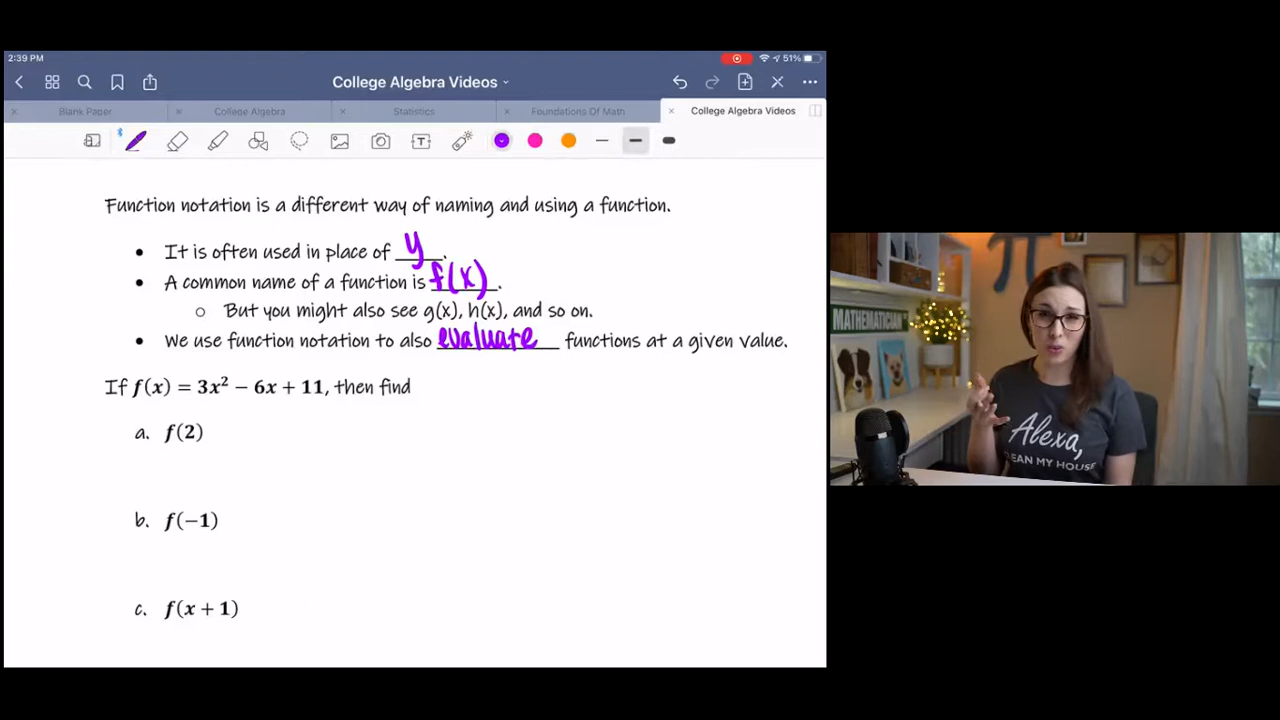 2:39 PM
51%
College Algebra Videos
Blank Paper
College Algebra
Statistics
Foundations Of Math
College Algebra Videos
Function notation is a different way of naming and using a function.
• It is often used in place of y.
• A common name of a function is f(x).
○ But you might also see g(x), h(x), and so on.
• We use function notation to also evaluate functions at a given value.
If f(x) = 3x² − 6x + 11, then find
a. f(2)
b. f(−1)
c. f(x + 1)
MATHEMATICIAN
Alexa,
EAN MY HOUSE